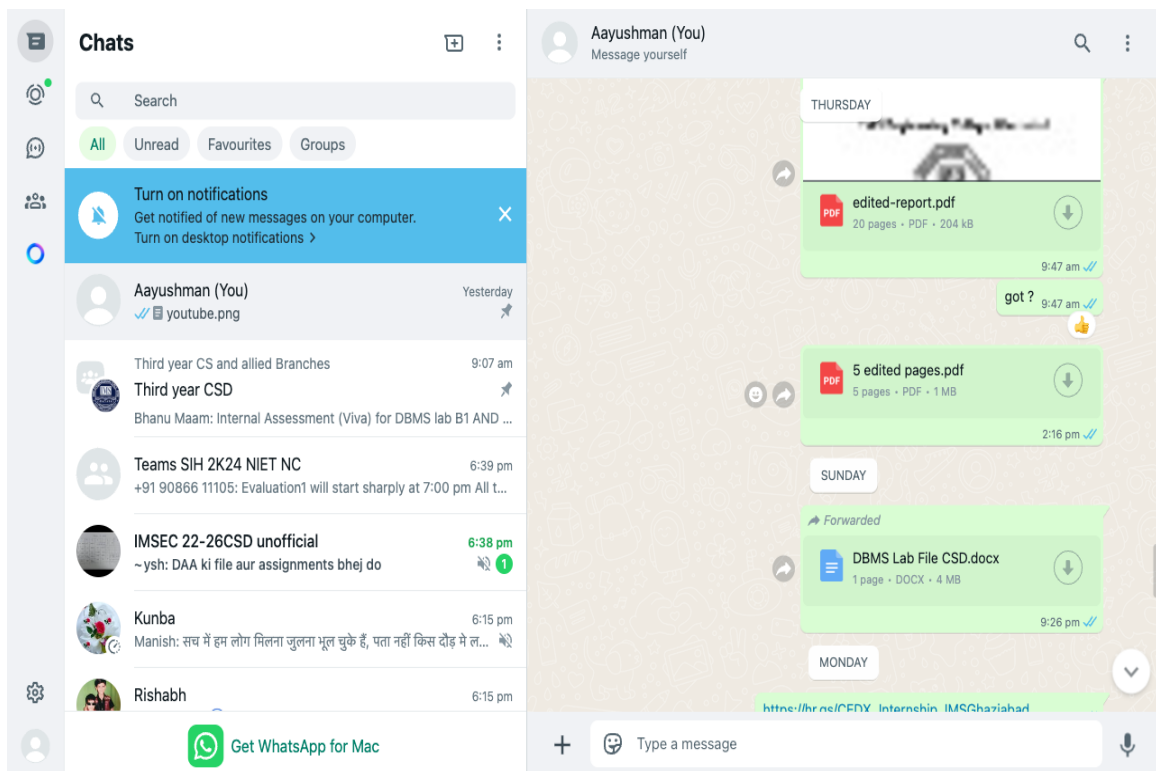 Chats
Search
All
Unread
Favourites
Groups
Turn on notifications
Get notified of new messages on your computer.
Turn on desktop notifications >
Aayushman (You)
Yesterday
youtube.png
Third year CS and allied Branches
9:07 am
Third year CSD
Bhanu Maam: Internal Assessment (Viva) for DBMS lab B1 AND ...
Teams SIH 2K24 NIET NC
6:39 pm
+91 90866 11105: Evaluation1 will start sharply at 7:00 pm All t...
IMSEC 22-26CSD unofficial
6:38 pm
~ysh: DAA ki file aur assignments bhej do
1
Kunba
6:15 pm
Manish: सच में हम लोग मिलना जुलना भूल चुके हैं, पता नहीं किस दौड़ मे ल...
Rishabh
6:15 pm
Get WhatsApp for Mac
Aayushman (You)
Message yourself
THURSDAY
PDF
edited-report.pdf
20 pages • PDF • 204 kB
9:47 am
got ?
9:47 am
PDF
5 edited pages.pdf
5 pages • PDF • 1 MB
2:16 pm
SUNDAY
Forwarded
DBMS Lab File CSD.docx
1 page • DOCX • 4 MB
9:26 pm
MONDAY
https://hr.gs/CEDX_Internship_IMSGhaziabad
Type a message